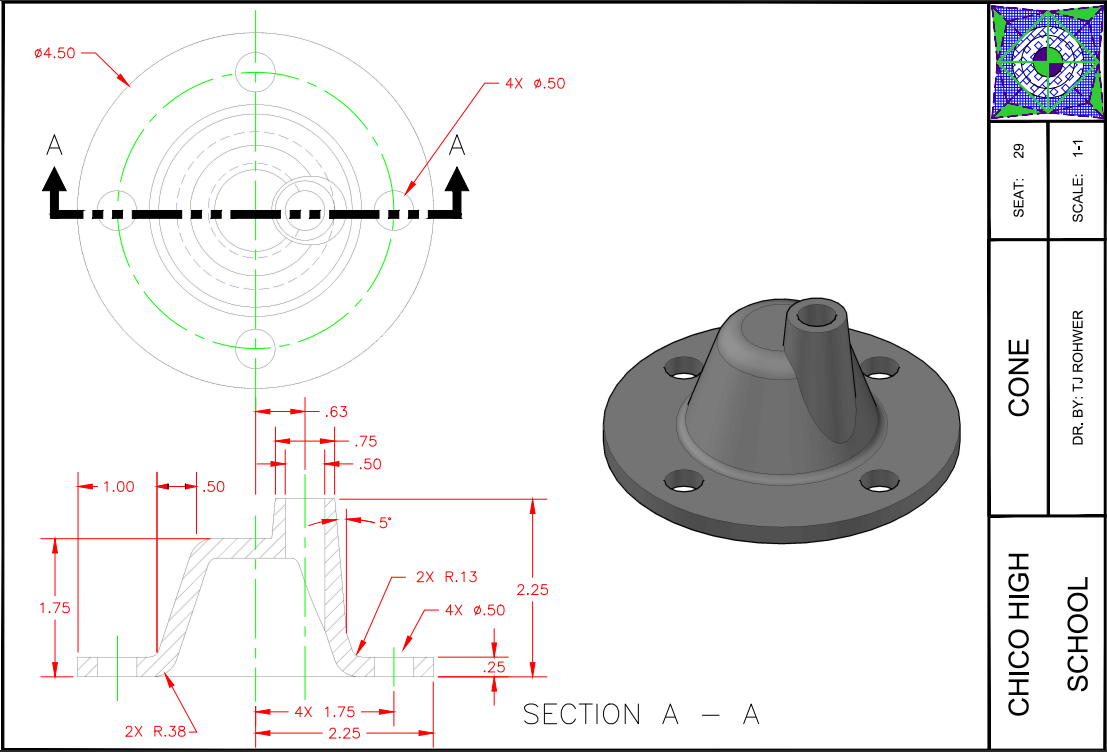 ø4.50
4X ø.50
A
A
.63
.75
.50
1.00
.50
5°
2X R.13
1.75
2.25
4X ø.50
.25
4X 1.75
2.25
2X R.38
SECTION A – A
SEAT: 29
SCALE: 1-1
CONE
DR. BY: TJ ROHWER
CHICO HIGH
SCHOOL